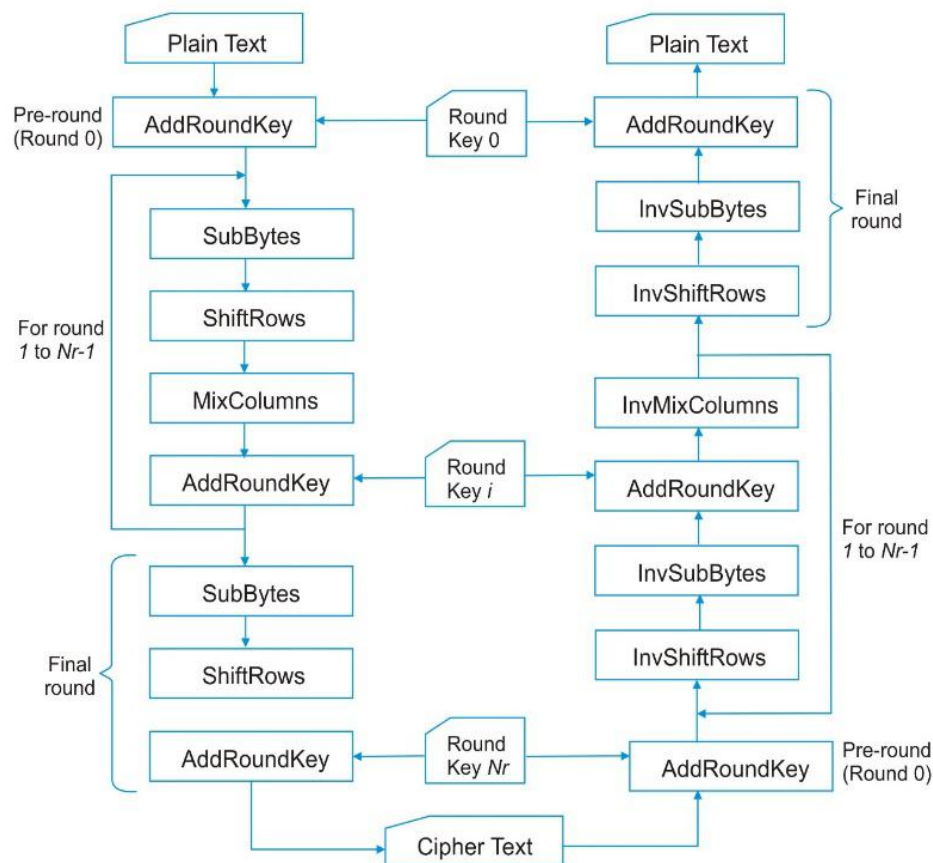 Plain Text
Pre-round
(Round 0)
AddRoundKey
SubBytes
ShiftRows
For round
1 to Nr-1
MixColumns
AddRoundKey
SubBytes
Final
round
ShiftRows
AddRoundKey
Cipher Text
Round
Key 0
Round
Key i
Round
Key Nr
Plain Text
AddRoundKey
InvSubBytes
Final
round
InvShiftRows
InvMixColumns
AddRoundKey
For round
1 to Nr-1
InvSubBytes
InvShiftRows
AddRoundKey
Pre-round
(Round 0)